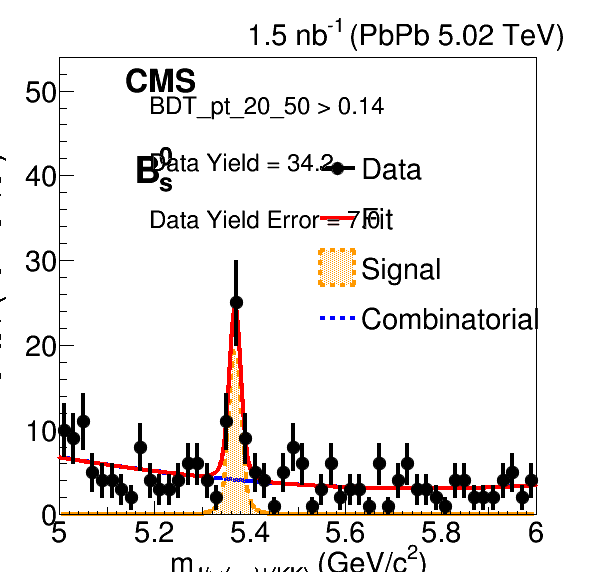 1.5 nb⁻¹ (PbPb 5.02 TeV)
CMS
BDT_pt_20_50 > 0.14
B⁰ₛ
Data Yield = 34.2
Data Yield Error = 7.0
Data
Fit
Signal
Combinatorial
50
40
30
20
10
0
5 5.2 5.4 5.6 5.8 6
m (GeV/c²)